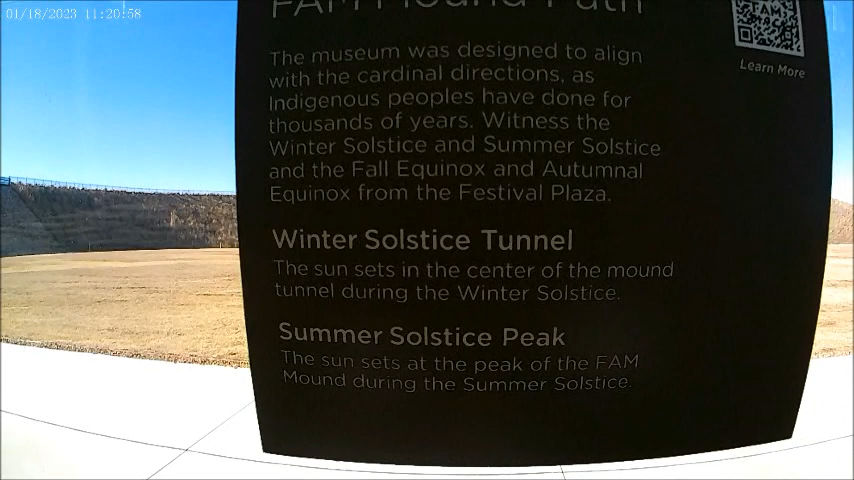 01/18/2023 11:20:58
FAM Mound Path
Learn More
The museum was designed to align
with the cardinal directions, as
Indigenous peoples have done for
thousands of years. Witness the
Winter Solstice and Summer Solstice
and the Fall Equinox and Autumnal
Equinox from the Festival Plaza.
Winter Solstice Tunnel
The sun sets in the center of the mound
tunnel during the Winter Solstice.
Summer Solstice Peak
The sun sets at the peak of the FAM
Mound during the Summer Solstice.